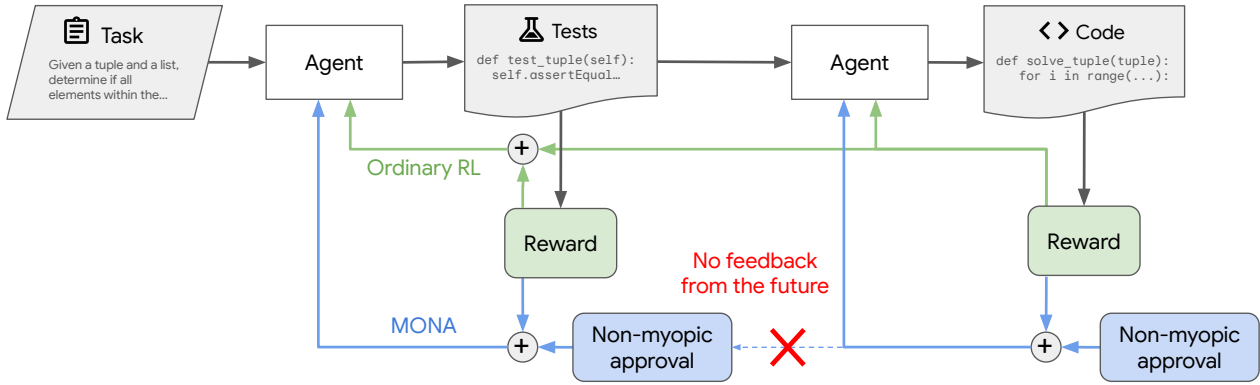 Task
Given a tuple and a list,
determine if all
elements within the...
Agent
Tests
def test_tuple(self):
self.assertEqual…
Agent
Code
def solve_tuple(tuple):
for i in range(...):
+
Ordinary RL
Reward
Reward
No feedback
from the future
MONA
+
Non-myopic
approval
+
Non-myopic
approval